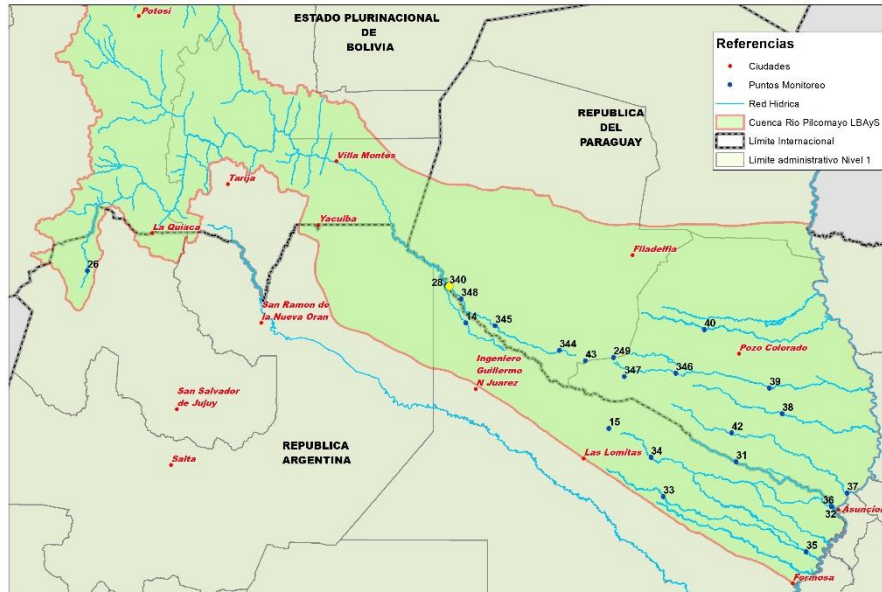 Potosí
ESTADO PLURINACIONAL
DE
BOLIVIA
Referencias
Ciudades
Puntos Monitoreo
Red Hidrica
Cuenca Rio Pilcomayo LBAyS
Límite Internacional
Limite administrativo Nivel 1
REPUBLICA
DEL
PARAGUAY
Villa Montes
Tarija
Yacuiba
La Quiaca
Filadelfia
26
28
340
348
San Ramon de
la Nueva Oran
14
345
40
344
43
249
Pozo Colorado
Ingeniero
Guillermo
N Juarez
347
346
39
San Salvador
de Jujuy
38
15
42
REPUBLICA
ARGENTINA
Las Lomitas
34
31
Salta
33
37
36
32
Asuncion
35
Formosa